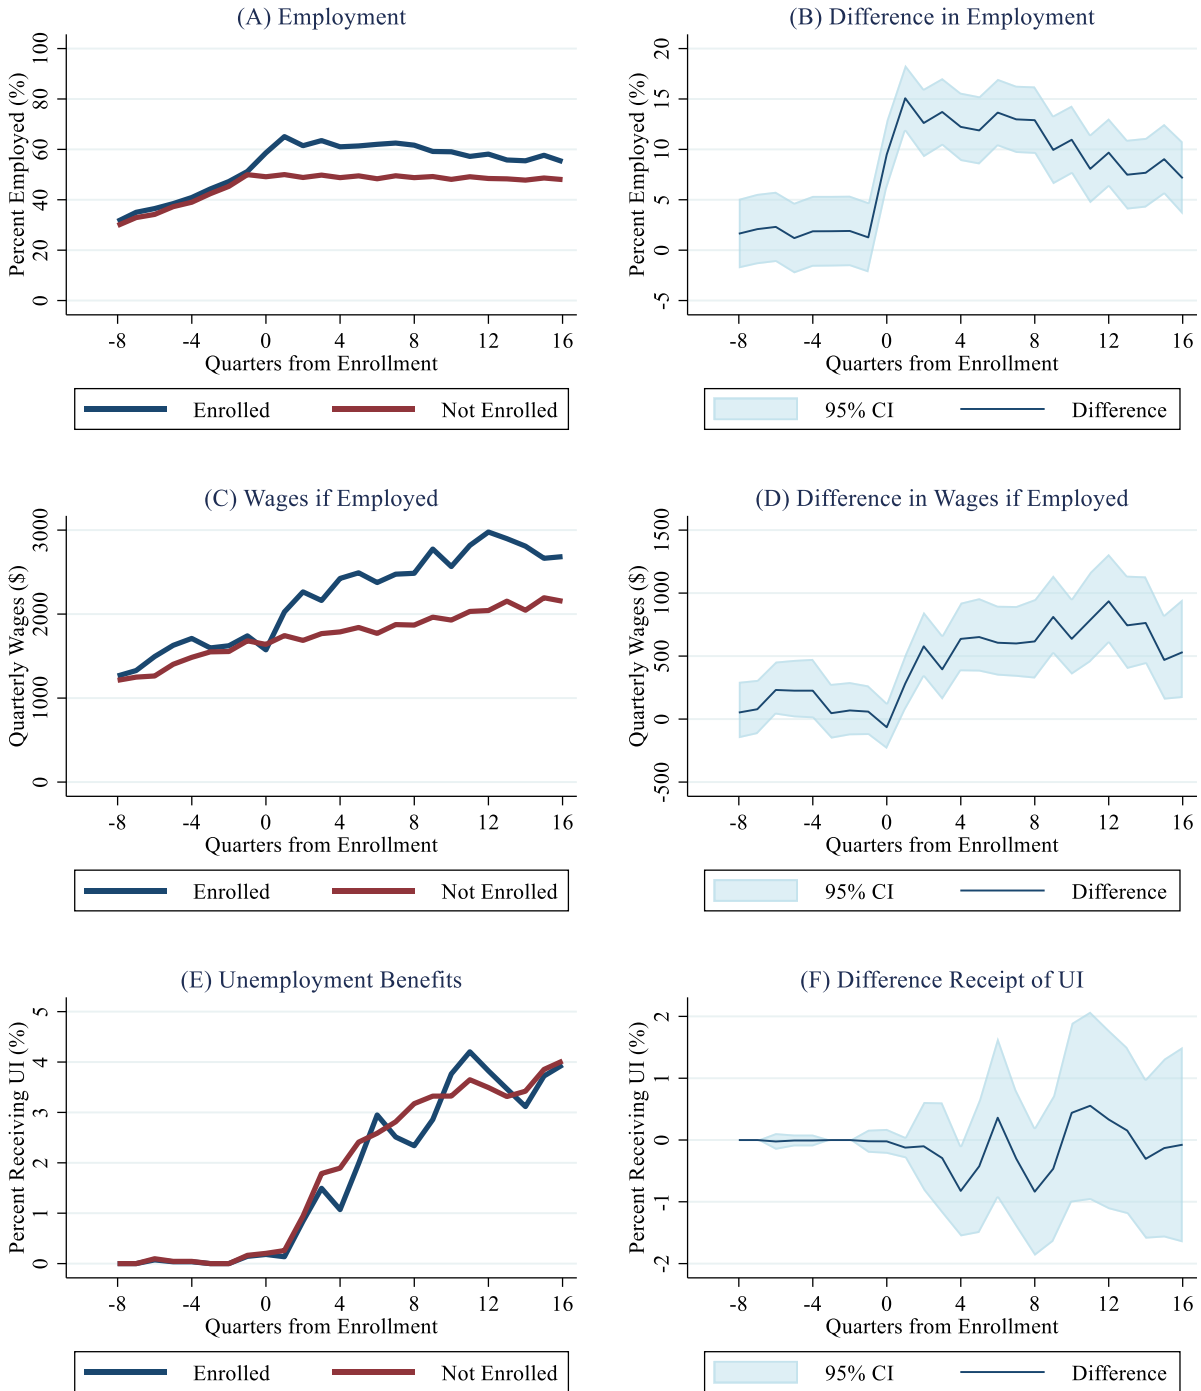 (A) Employment
Percent Employed (%)
100
80
60
40
20
0
-8 -4 0 4 8 12 16
Quarters from Enrollment
Enrolled Not Enrolled
(B) Difference in Employment
Percent Employed (%)
20
15
10
5
0
-5
-8 -4 0 4 8 12 16
Quarters from Enrollment
95% CI Difference
(C) Wages if Employed
Quarterly Wages ($)
3000
2000
1000
0
-8 -4 0 4 8 12 16
Quarters from Enrollment
Enrolled Not Enrolled
(D) Difference in Wages if Employed
Quarterly Wages ($)
1500
1000
500
0
-500
-8 -4 0 4 8 12 16
Quarters from Enrollment
95% CI Difference
(E) Unemployment Benefits
Percent Receiving UI (%)
5
4
3
2
1
0
-8 -4 0 4 8 12 16
Quarters from Enrollment
Enrolled Not Enrolled
(F) Difference Receipt of UI
Percent Receiving UI (%)
2
1
0
-1
-2
-8 -4 0 4 8 12 16
Quarters from Enrollment
95% CI Difference